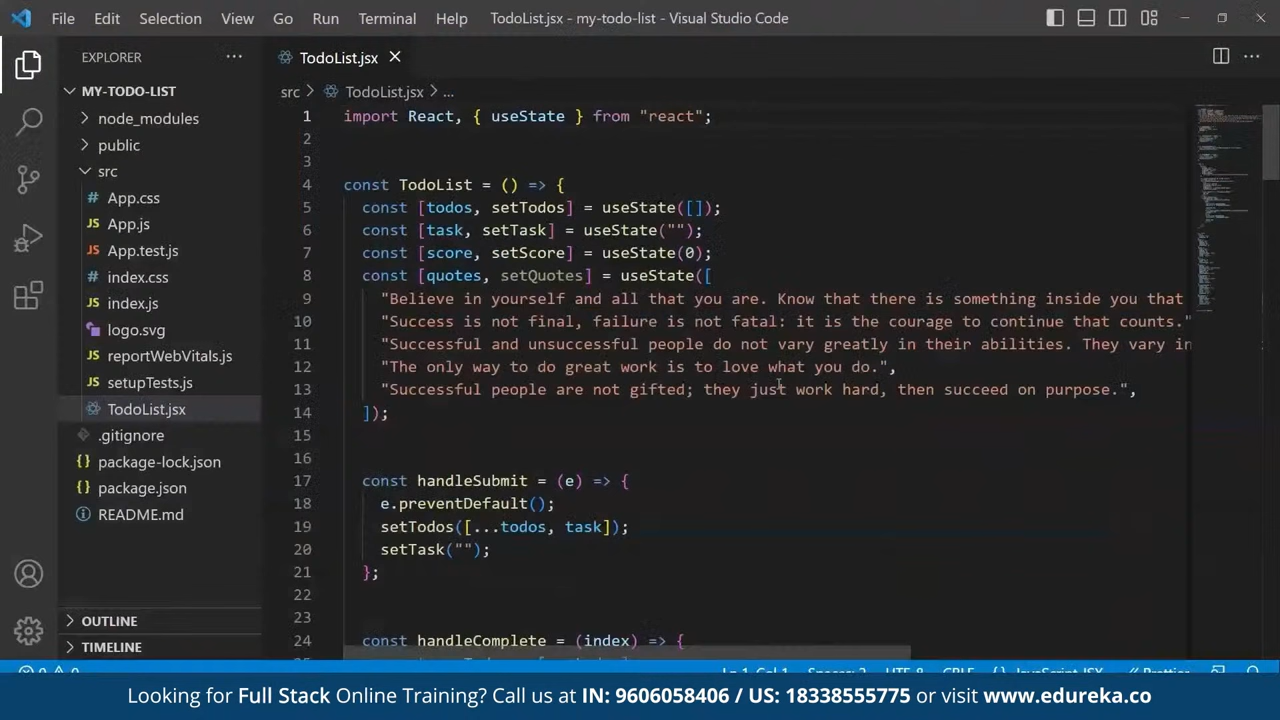 File Edit Selection View Go Run Terminal Help TodoList.jsx - my-todo-list - Visual Studio Code
EXPLORER ...
TodoList.jsx
MY-TODO-LIST
node_modules
public
src
App.css
App.js
App.test.js
index.css
index.js
logo.svg
reportWebVitals.js
setupTests.js
TodoList.jsx
.gitignore
package-lock.json
package.json
README.md
OUTLINE
TIMELINE
src > TodoList.jsx > ...
1 import React, { useState } from "react";
2
3
4 const TodoList = () => {
5 const [todos, setTodos] = useState([]);
6 const [task, setTask] = useState("");
7 const [score, setScore] = useState(0);
8 const [quotes, setQuotes] = useState([
9 "Believe in yourself and all that you are. Know that there is something inside you that
10 "Success is not final, failure is not fatal: it is the courage to continue that counts."
11 "Successful and unsuccessful people do not vary greatly in their abilities. They vary in
12 "The only way to do great work is to love what you do.",
13 "Successful people are not gifted; they just work hard, then succeed on purpose.",
14 ]);
15
16
17 const handleSubmit = (e) => {
18 e.preventDefault();
19 setTodos([...todos, task]);
20 setTask("");
21 };
22
23
24 const handleComplete = (index) => {
Looking for Full Stack Online Training? Call us at IN: 9606058406 / US: 18338555775 or visit www.edureka.co